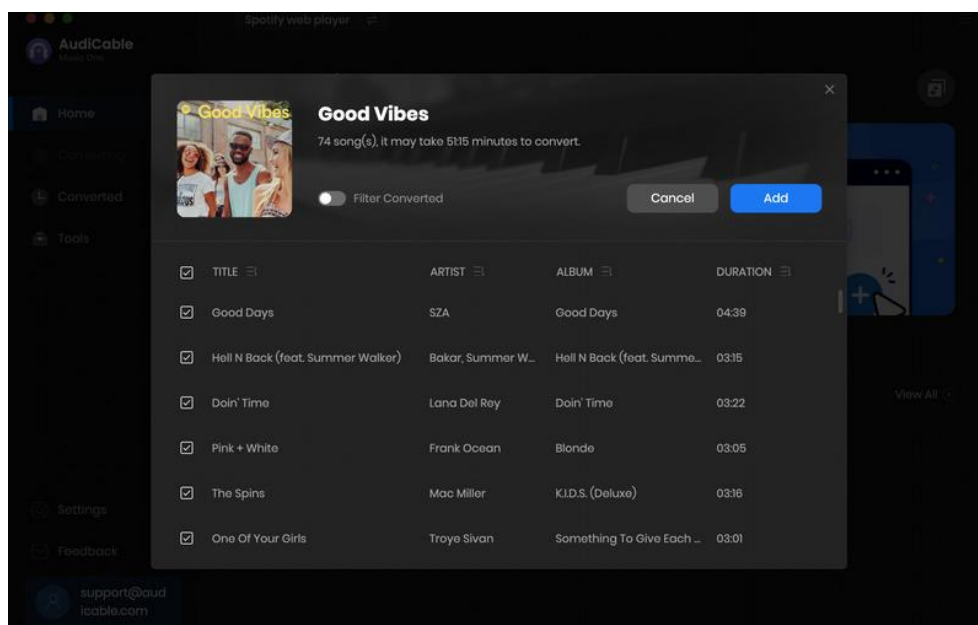 Spotify web player
AudiCable
Music One
Home
Converting
Converted
Tools
Good Vibes
Good Vibes
74 song(s), it may take 51:15 minutes to convert.
Filter Converted
Cancel
Add
TITLE ARTIST ALBUM DURATION
Good Days SZA Good Days 04:39
Hell N Back (feat. Summer Walker) Bakar, Summer W... Hell N Back (feat. Summe... 03:15
Doin' Time Lana Del Rey Doin' Time 03:22
Pink + White Frank Ocean Blonde 03:05
The Spins Mac Miller K.I.D.S. (Deluxe) 03:16
One Of Your Girls Troye Sivan Something To Give Each ... 03:01
View All
Settings
Feedback
support@aud
icable.com